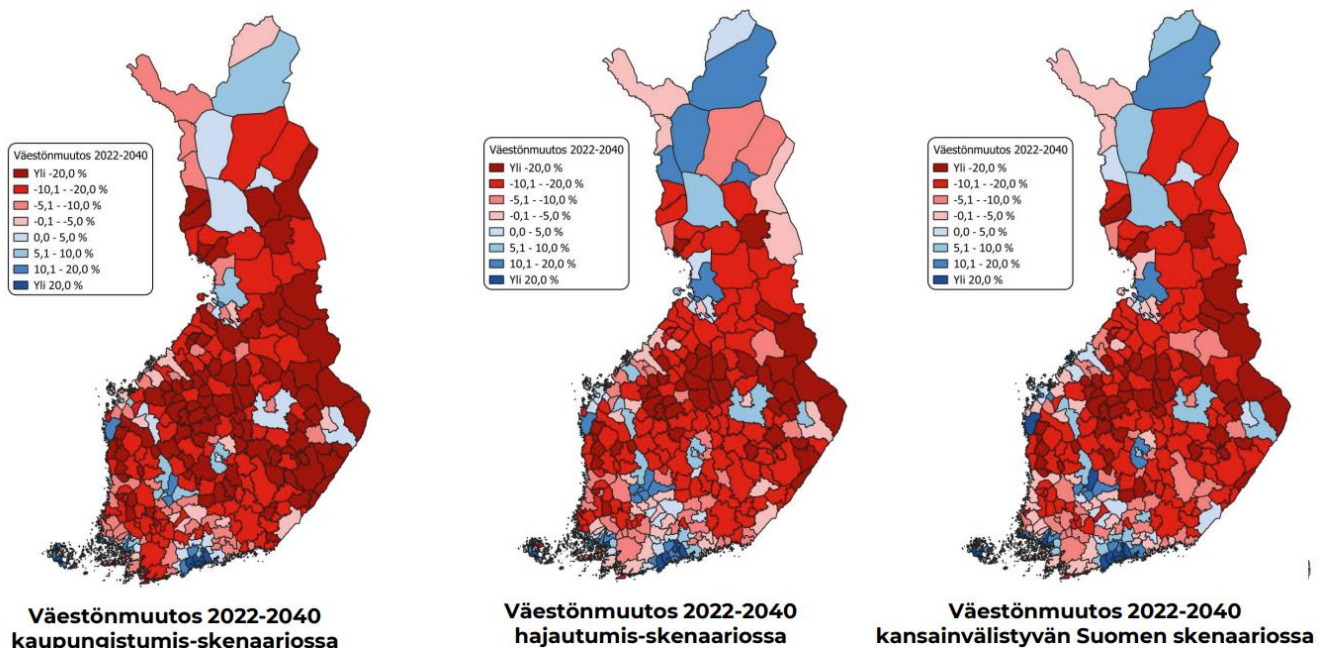 Väestönmuutos 2022-2040
Yli -20,0 %
-10,1 - -20,0 %
-5,1 - -10,0 %
-0,1 - -5,0 %
0,0 - 5,0 %
5,1 - 10,0 %
10,1 - 20,0 %
Yli 20,0 %
Väestönmuutos 2022-2040
kaupungistumis-skenaariossa
Väestönmuutos 2022-2040
Yli -20,0 %
-10,1 - -20,0 %
-5,1 - -10,0 %
-0,1 - -5,0 %
0,0 - 5,0 %
5,1 - 10,0 %
10,1 - 20,0 %
Yli 20,0 %
Väestönmuutos 2022-2040
hajautumis-skenaariossa
Väestönmuutos 2022-2040
Yli -20,0 %
-10,1 - -20,0 %
-5,1 - -10,0 %
-0,1 - -5,0 %
0,0 - 5,0 %
5,1 - 10,0 %
10,1 - 20,0 %
Yli 20,0 %
Väestönmuutos 2022-2040
kansainvälistyvän Suomen skenaariossa